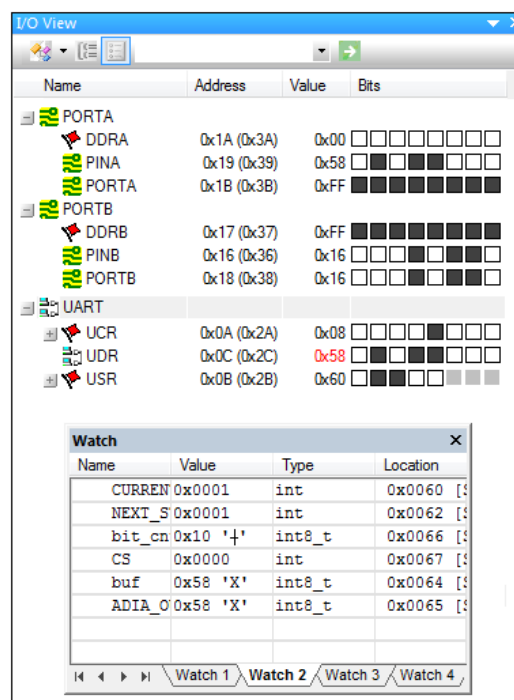 I/O View
Name Address Value Bits
PORTA
DDRA 0x1A (0x3A) 0x00
PINA 0x19 (0x39) 0x58
PORTA 0x1B (0x3B) 0xFF
PORTB
DDRB 0x17 (0x37) 0xFF
PINB 0x16 (0x36) 0x16
PORTB 0x18 (0x38) 0x16
UART
UCR 0x0A (0x2A) 0x08
UDR 0x0C (0x2C) 0x58
USR 0x0B (0x2B) 0x60
Watch
Name Value Type Location
CURREN 0x0001 int 0x0060 [S
NEXT_S 0x0001 int 0x0062 [S
bit_cn 0x10 '┼' int8_t 0x0066 [S
CS 0x0000 int 0x0067 [S
buf 0x58 'X' int8_t 0x0064 [S
ADIA_O 0x58 'X' int8_t 0x0065 [S
Watch 1 Watch 2 Watch 3 Watch 4